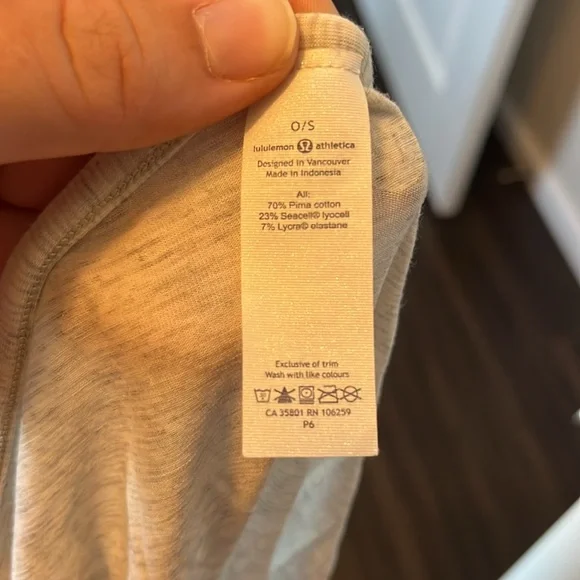 O/S
lululemon athletica
Designed in Vancouver
Made in Indonesia
All:
70% Pima cotton
23% Seacell® lyocell
7% Lycra® elastane
Exclusive of trim
Wash with like colours
CA 35801 RN 106259
P6